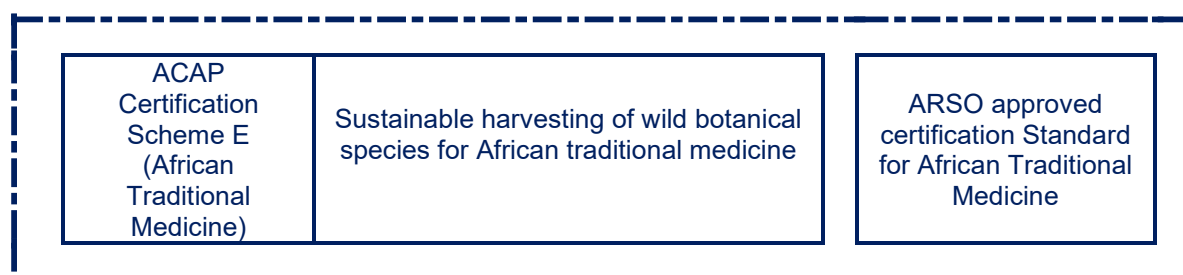 ACAP
Certification
Scheme E
(African
Traditional
Medicine)
Sustainable harvesting of wild botanical
species for African traditional medicine
ARSO approved
certification Standard
for African Traditional
Medicine